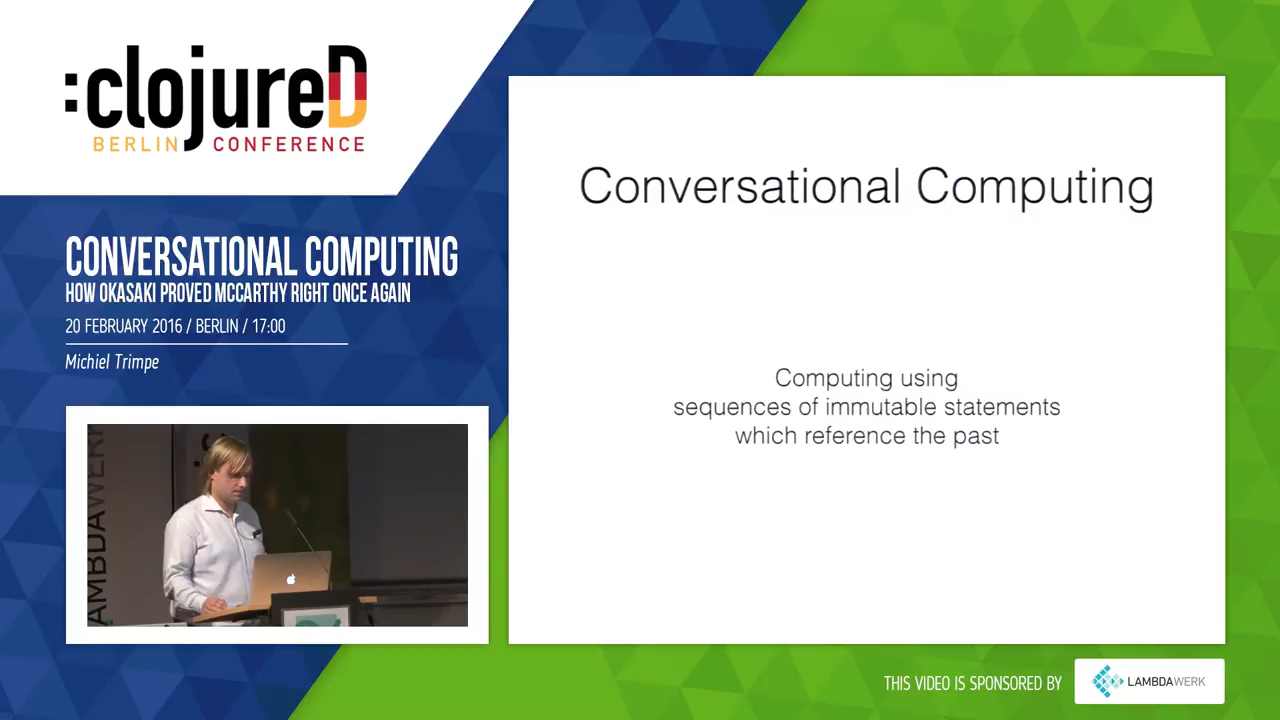 :clojureD
BERLIN CONFERENCE
CONVERSATIONAL COMPUTING
HOW OKASAKI PROVED MCCARTHY RIGHT ONCE AGAIN
20 FEBRUARY 2016 / BERLIN / 17:00
Michiel Trimpe
AMBDAWERK
Conversational Computing
Computing using
sequences of immutable statements
which reference the past
THIS VIDEO IS SPONSORED BY
LAMBDAWERK